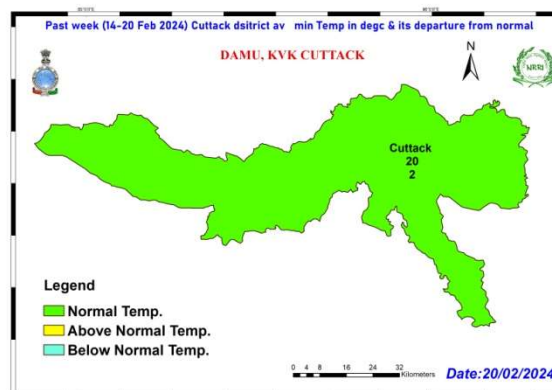 Past week (14-20 Feb 2024) Cuttack dsitrict av min Temp in degc & its departure from normal
DAMU, KVK CUTTACK
N
NRRI
Cuttack
20
2
Legend
Normal Temp.
Above Normal Temp.
Below Normal Temp.
0 4 8 16 24 32
Kilometers
Date:20/02/2024